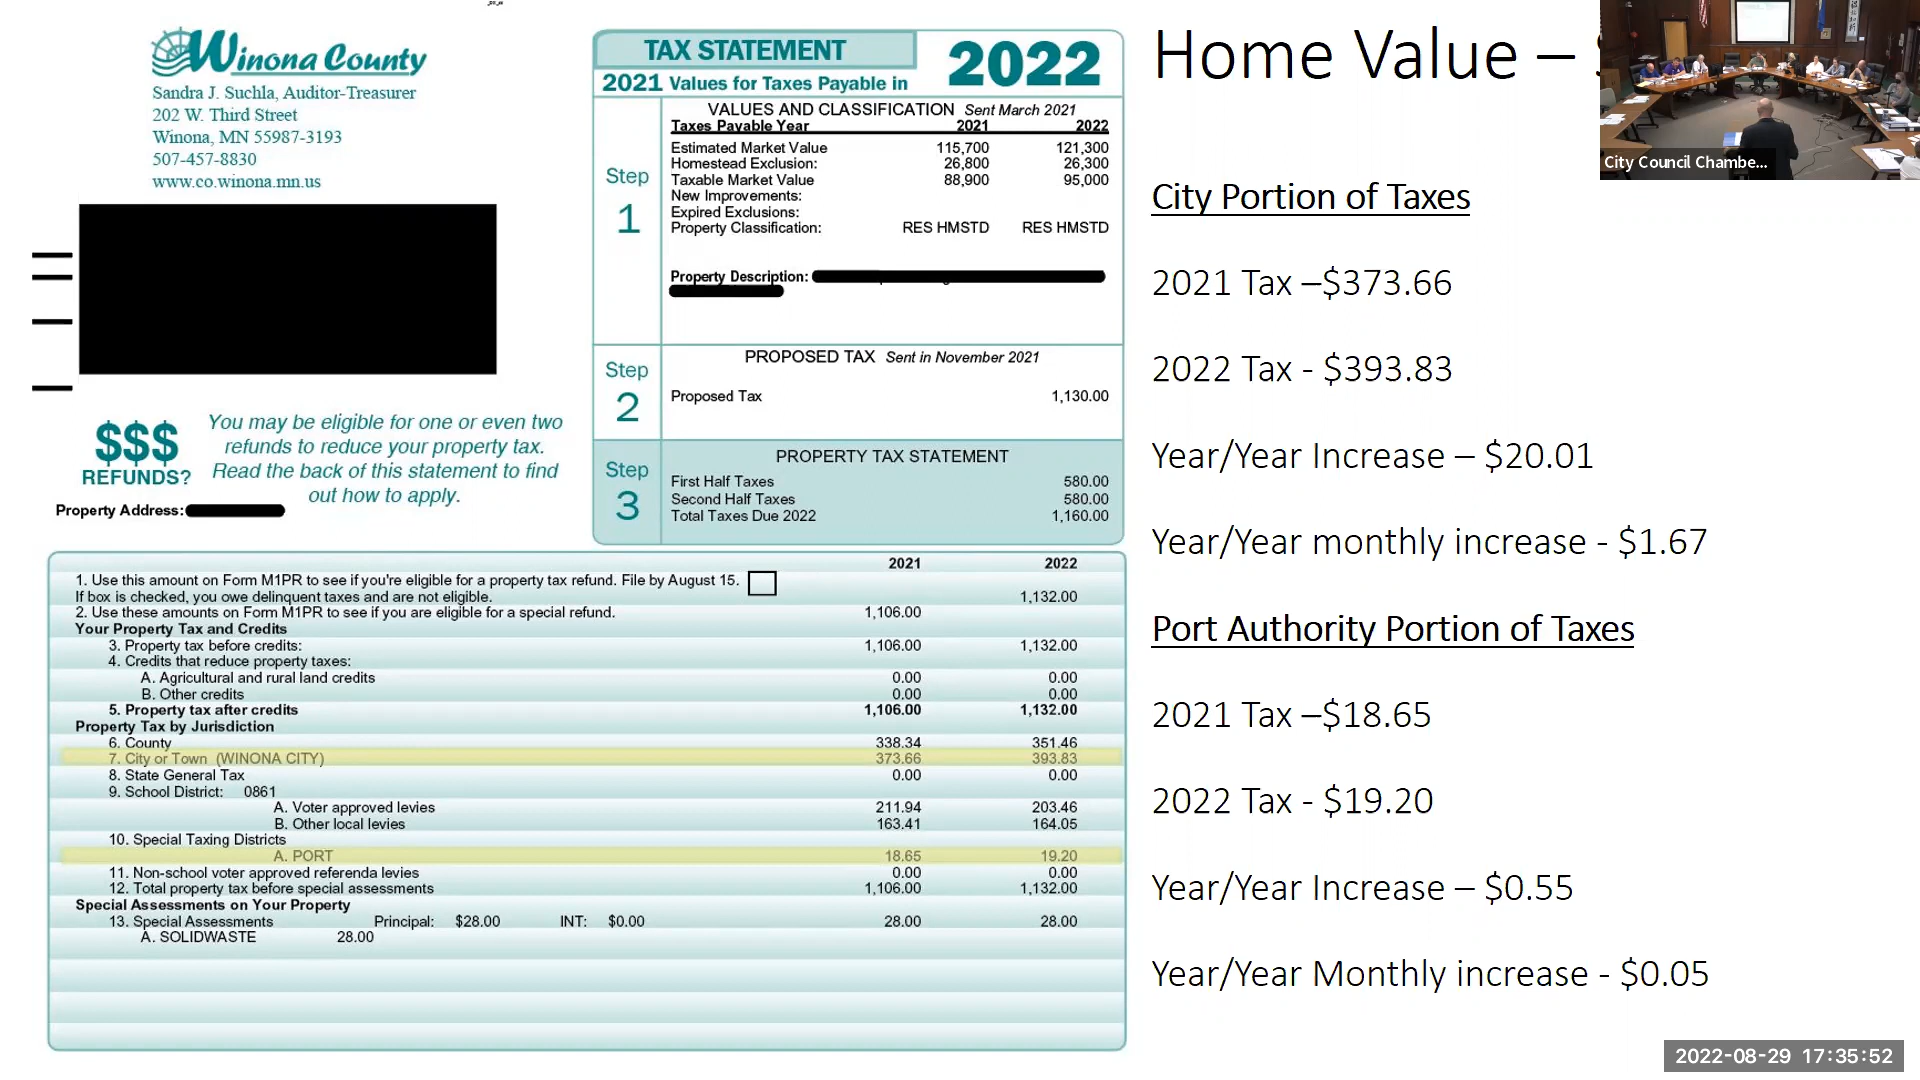 Winona County
Sandra J. Suchla, Auditor-Treasurer
202 W. Third Street
Winona, MN 55987-3193
507-457-8830
www.co.winona.mn.us
$$$
REFUNDS?
You may be eligible for one or even two
refunds to reduce your property tax.
Read the back of this statement to find
out how to apply.
Property Address:
TAX STATEMENT 2022
2021 Values for Taxes Payable in
Step 1
VALUES AND CLASSIFICATION Sent March 2021
Taxes Payable Year 2021 2022
Estimated Market Value 115,700 121,300
Homestead Exclusion: 26,800 26,300
Taxable Market Value 88,900 95,000
New Improvements:
Expired Exclusions:
Property Classification: RES HMSTD RES HMSTD
Property Description:
Step 2
PROPOSED TAX Sent in November 2021
Proposed Tax 1,130.00
Step 3
PROPERTY TAX STATEMENT
First Half Taxes 580.00
Second Half Taxes 580.00
Total Taxes Due 2022 1,160.00
2021 2022
1. Use this amount on Form M1PR to see if you're eligible for a property tax refund. File by August 15.
If box is checked, you owe delinquent taxes and are not eligible. 1,132.00
2. Use these amounts on Form M1PR to see if you are eligible for a special refund. 1,106.00
Your Property Tax and Credits
3. Property tax before credits: 1,106.00 1,132.00
4. Credits that reduce property taxes:
A. Agricultural and rural land credits 0.00 0.00
B. Other credits 0.00 0.00
5. Property tax after credits 1,106.00 1,132.00
Property Tax by Jurisdiction
6. County 338.34 351.46
7. City or Town (WINONA CITY) 373.66 393.83
8. State General Tax 0.00 0.00
9. School District: 0861
A. Voter approved levies 211.94 203.46
B. Other local levies 163.41 164.05
10. Special Taxing Districts
A. PORT 18.65 19.20
11. Non-school voter approved referenda levies 0.00 0.00
12. Total property tax before special assessments 1,106.00 1,132.00
Special Assessments on Your Property
13. Special Assessments Principal: $28.00 INT: $0.00 28.00 28.00
A. SOLIDWASTE 28.00
Home Value –
City Portion of Taxes
2021 Tax –$373.66
2022 Tax - $393.83
Year/Year Increase – $20.01
Year/Year monthly increase - $1.67
Port Authority Portion of Taxes
2021 Tax –$18.65
2022 Tax - $19.20
Year/Year Increase – $0.55
Year/Year Monthly increase - $0.05
City Council Chambe...
2022-08-29 17:35:52